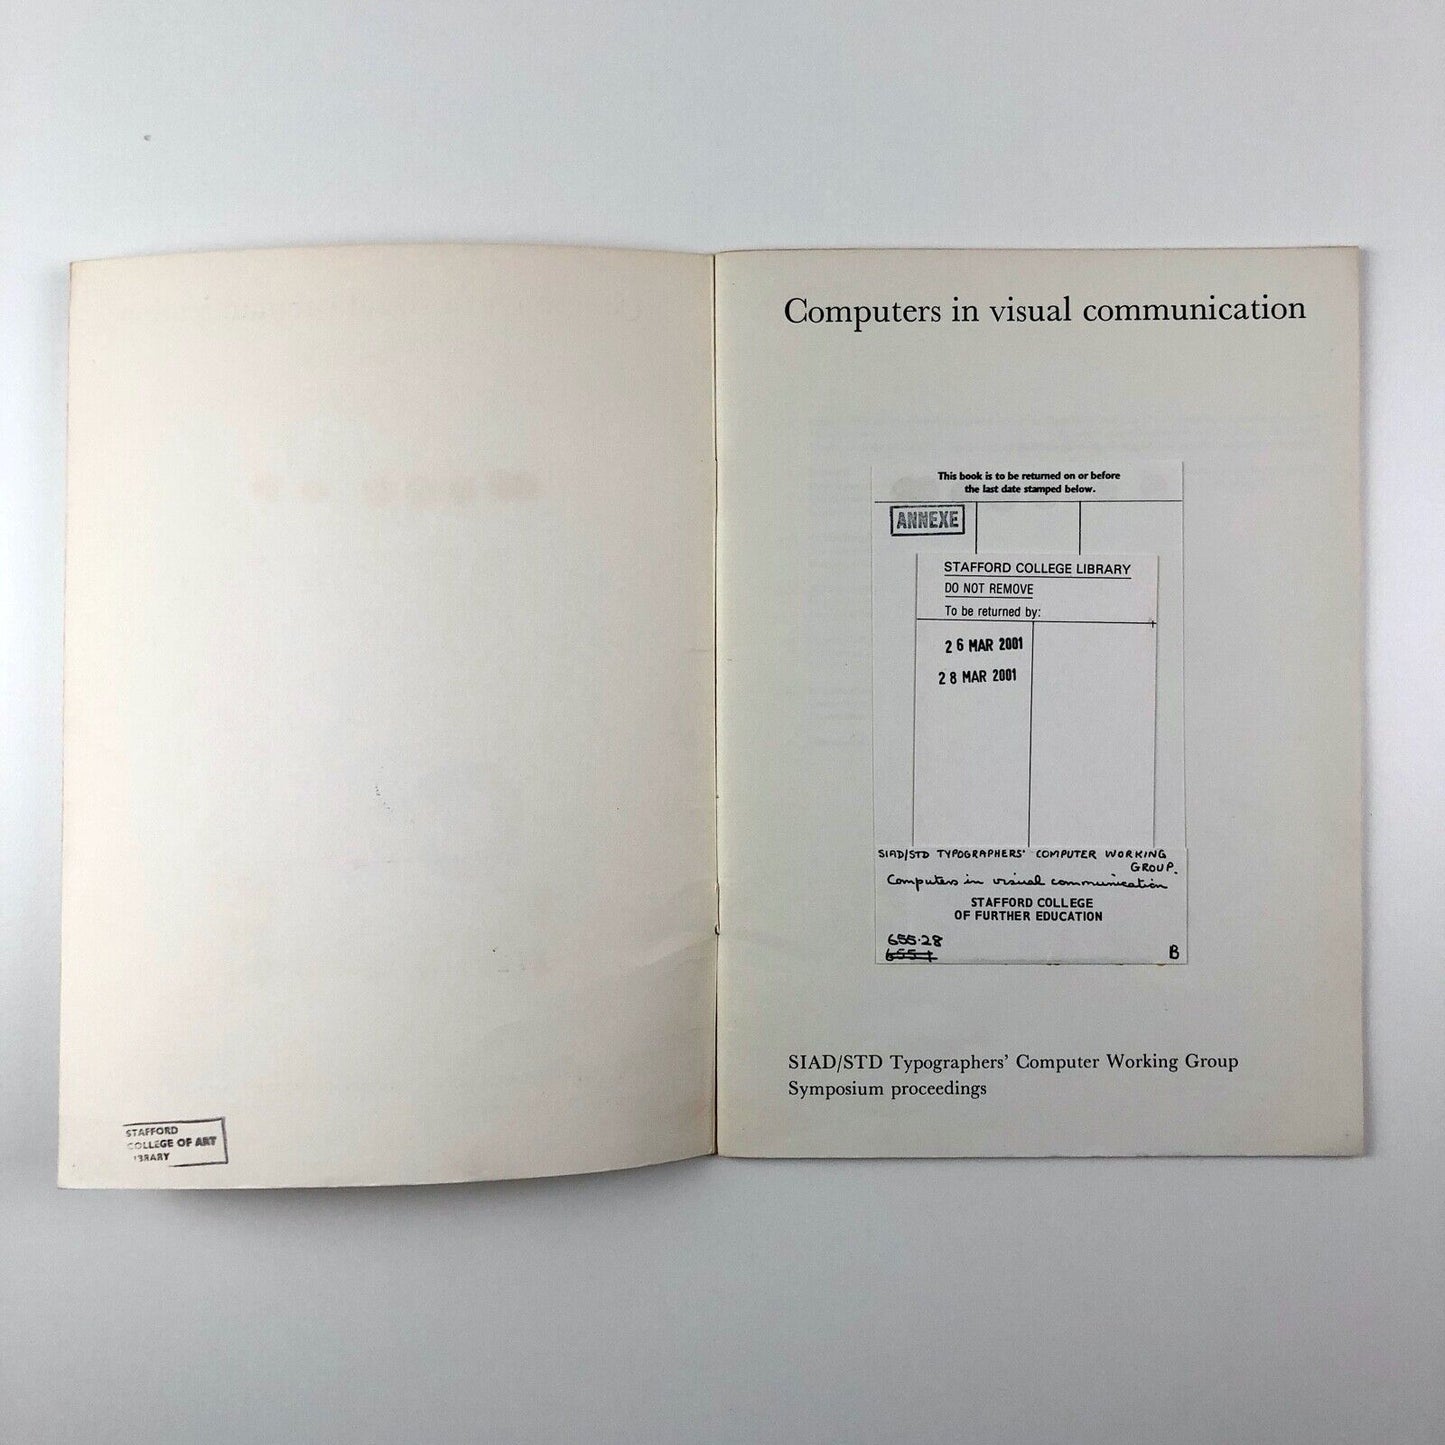 STAFFORD
COLLEGE OF ART
LIBRARY
Computers in visual communication
This book is to be returned on or before
the last date stamped below.
ANNEXE
STAFFORD COLLEGE LIBRARY
DO NOT REMOVE
To be returned by:
26 MAR 2001
28 MAR 2001
SIAD/STD TYPOGRAPHERS' COMPUTER WORKING
GROUP.
Computers in visual communication
STAFFORD COLLEGE
OF FURTHER EDUCATION
655.28
655.1
B
SIAD/STD Typographers' Computer Working Group
Symposium proceedings